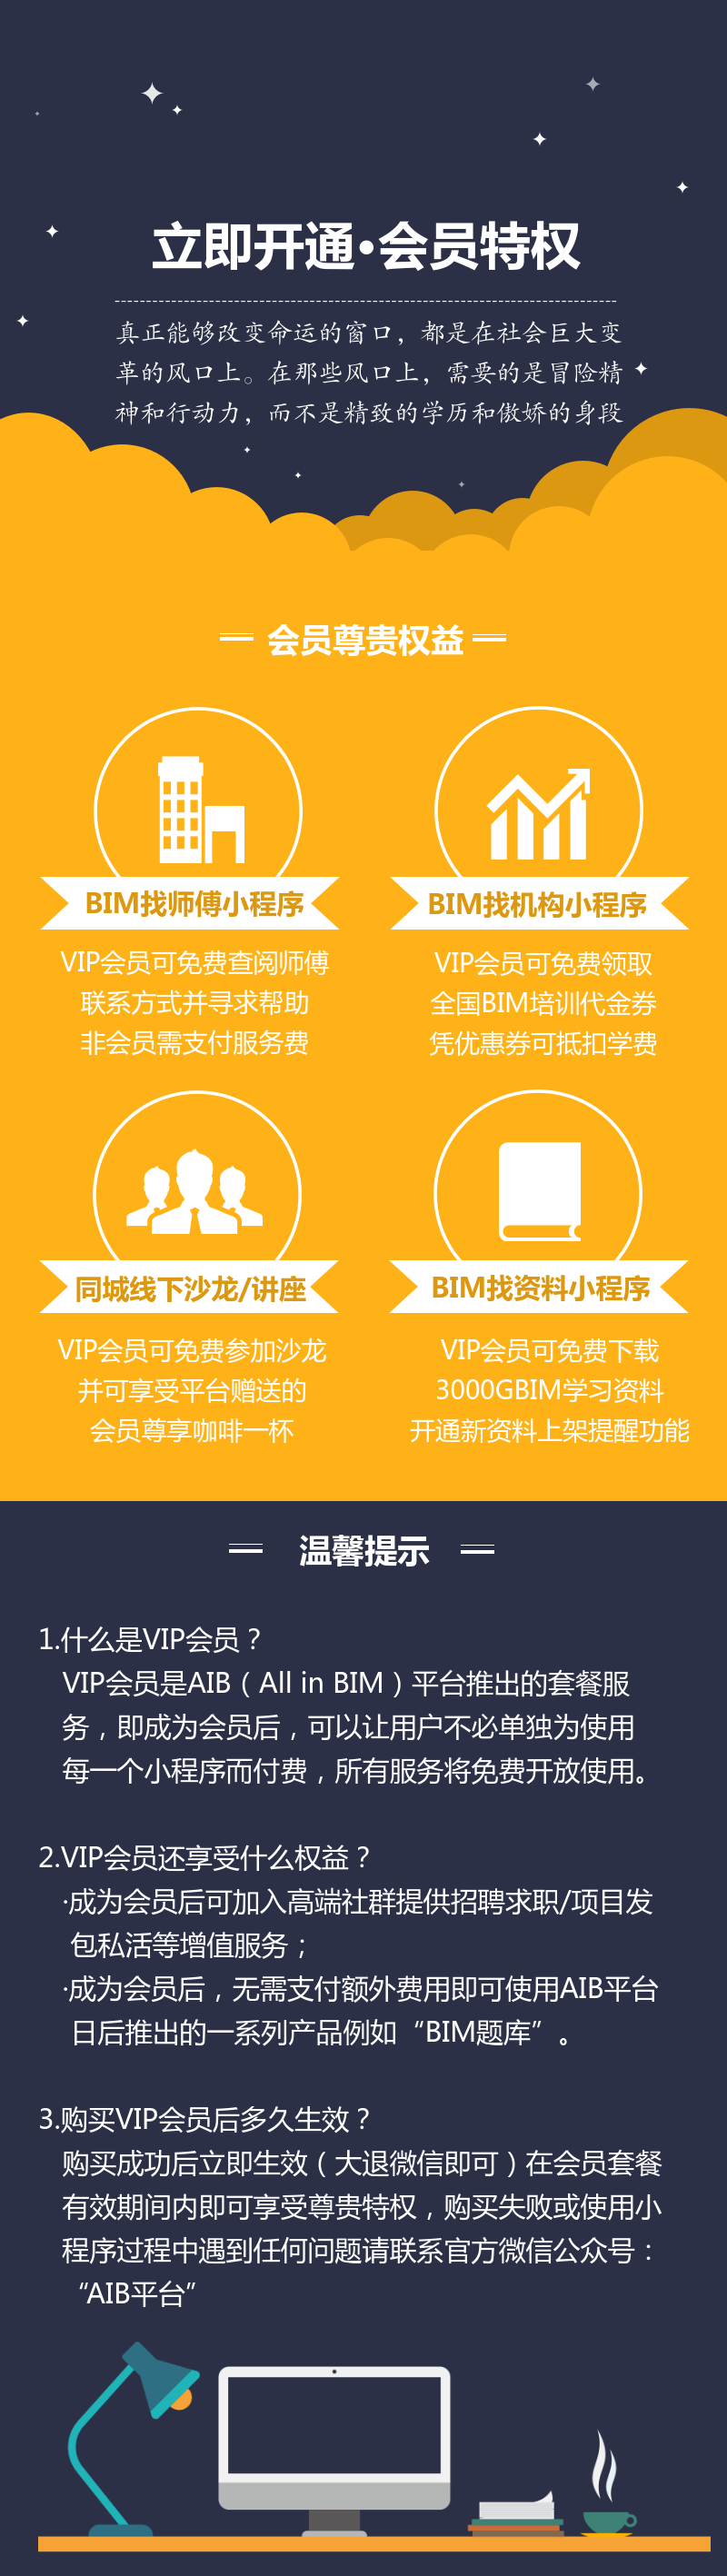 立即开通·会员特权
真正能够改变命运的窗口，都是在社会巨大变
革的风口上。在那些风口上，需要的是冒险精
神和行动力，而不是精致的学历和傲娇的身段
会员尊贵权益
BIM找师傅小程序
VIP会员可免费查阅师傅
联系方式并寻求帮助
非会员需支付服务费
BIM找机构小程序
VIP会员可免费领取
全国BIM培训代金券
凭优惠券可抵扣学费
同城线下沙龙/讲座
VIP会员可免费参加沙龙
并可享受平台赠送的
会员尊享咖啡一杯
BIM找资料小程序
VIP会员可免费下载
3000GBIM学习资料
开通新资料上架提醒功能
温馨提示
1.什么是VIP会员？
VIP会员是AIB（All in BIM）平台推出的套餐服
务，即成为会员后，可以让用户不必单独为使用
每一个小程序而付费，所有服务将免费开放使用。
2.VIP会员还享受什么权益？
·成为会员后可加入高端社群提供招聘求职/项目发
包私活等增值服务；
·成为会员后，无需支付额外费用即可使用AIB平台
日后推出的一系列产品例如“BIM题库”。
3.购买VIP会员后多久生效？
购买成功后立即生效（大退微信即可）在会员套餐
有效期间内即可享受尊贵特权，购买失败或使用小
程序过程中遇到任何问题请联系官方微信公众号：
“AIB平台”